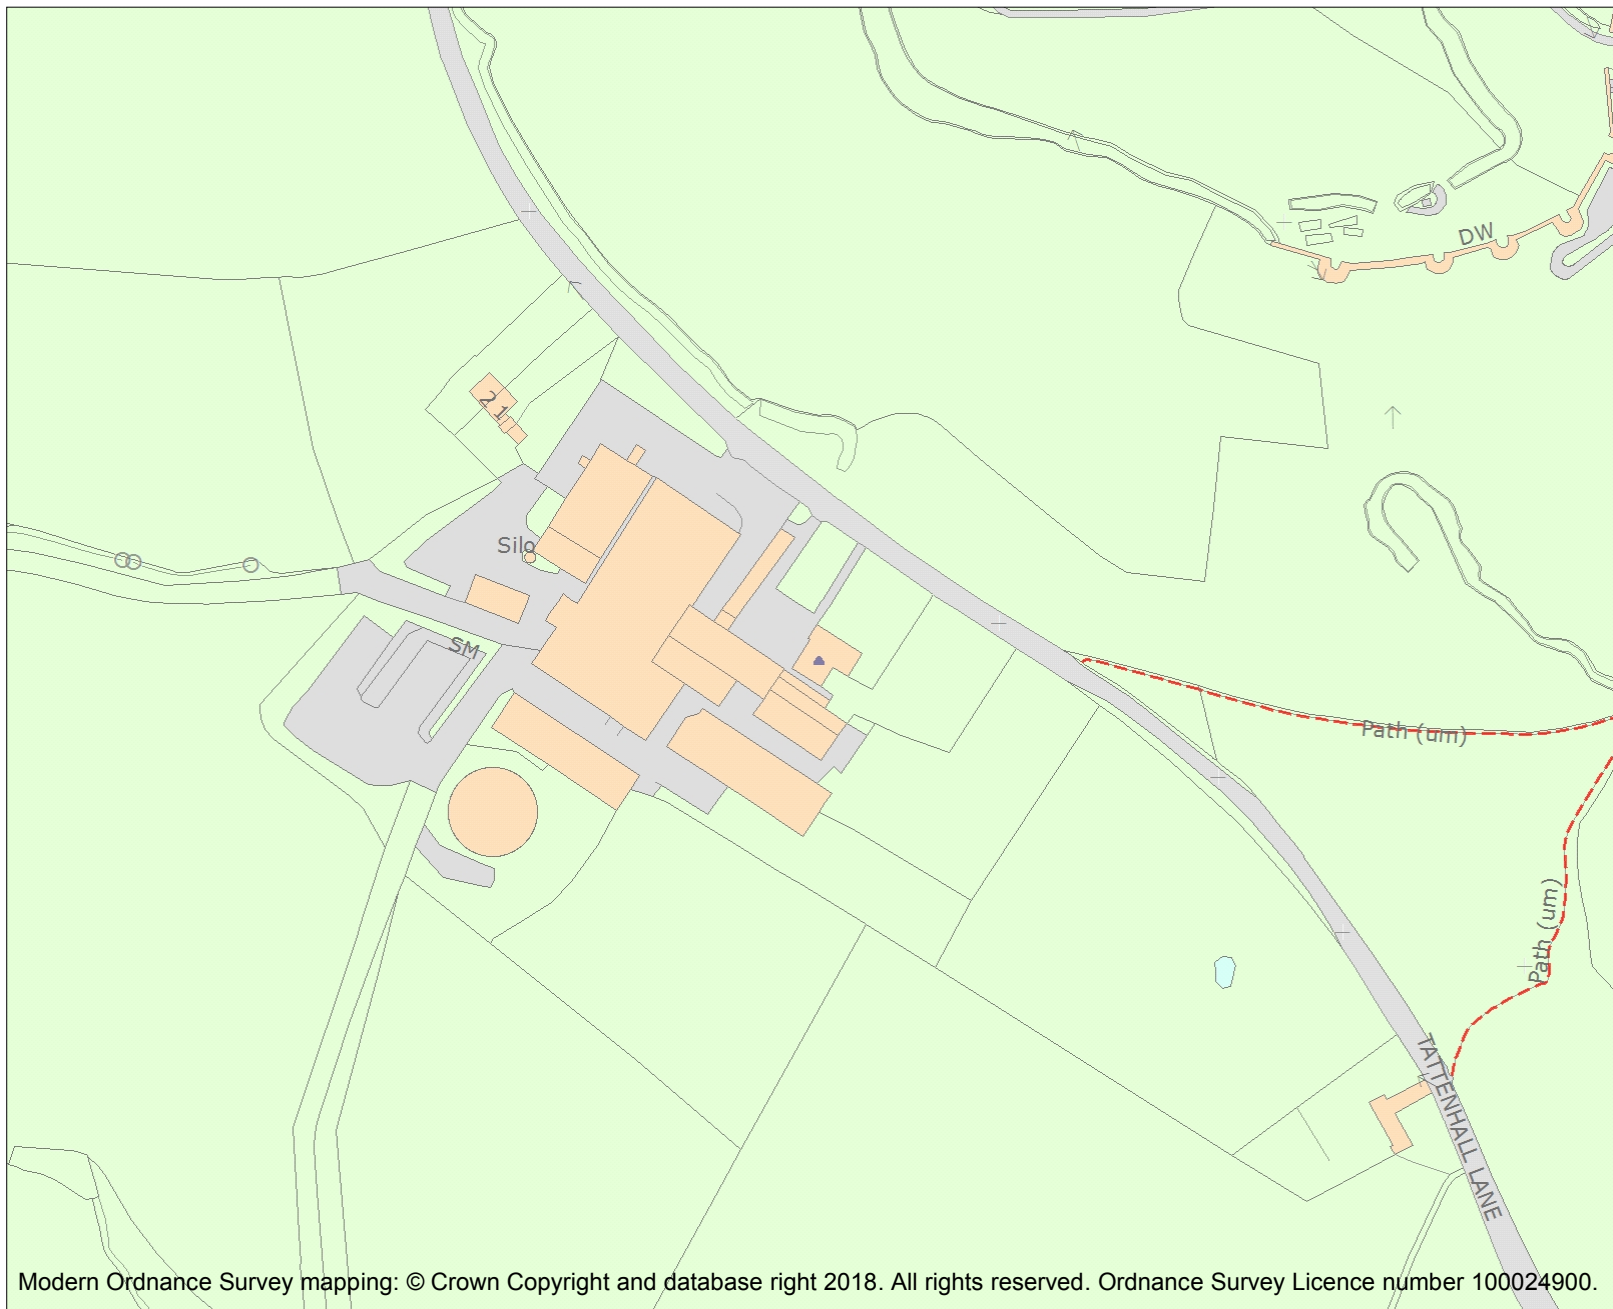 DW
2 1
Silo
SM
Path (um)
Path (um)
TATTENHALL LANE
Modern Ordnance Survey mapping: © Crown Copyright and database right 2018. All rights reserved. Ordnance Survey Licence number 100024900.